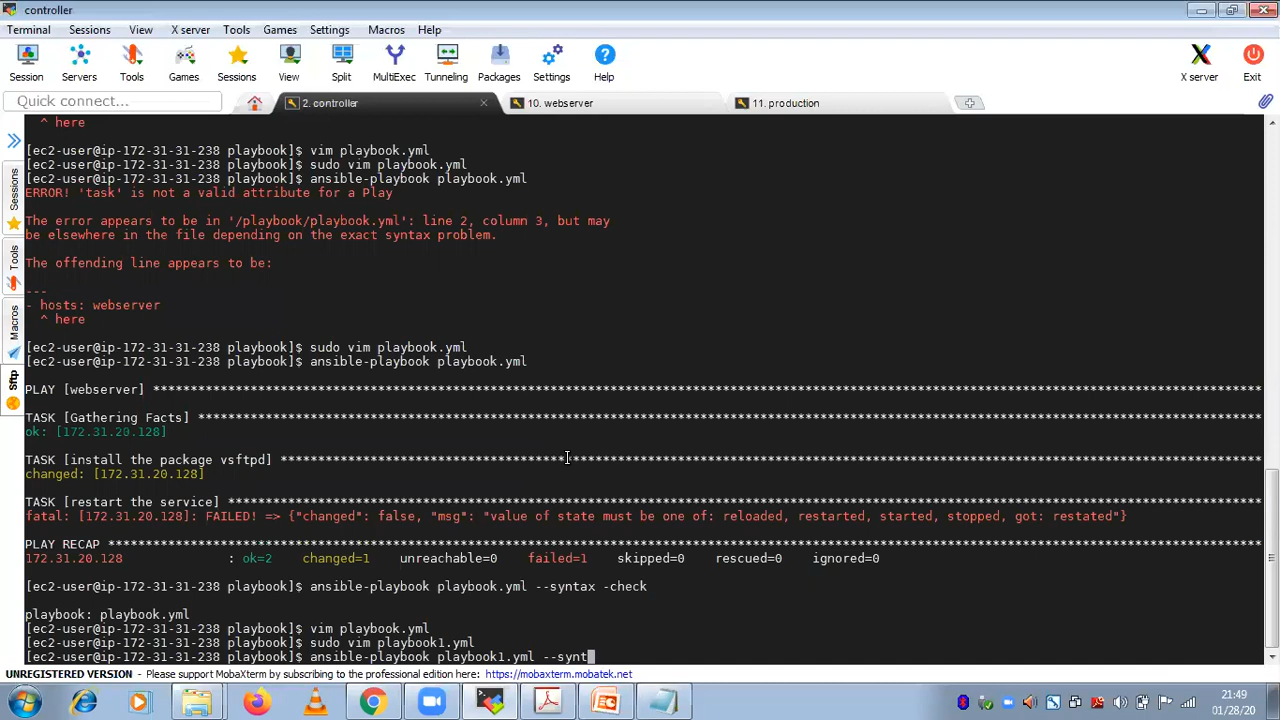 controller
Terminal Sessions View X server Tools Games Settings Macros Help
Session Servers Tools Games Sessions View Split MultiExec Tunneling Packages Settings Help X server Exit
Quick connect...
2. controller
10. webserver
11. production
Sessions
Tools
Macros
Sftp
^ here
[ec2-user@ip-172-31-31-238 playbook]$ vim playbook.yml
[ec2-user@ip-172-31-31-238 playbook]$ sudo vim playbook.yml
[ec2-user@ip-172-31-31-238 playbook]$ ansible-playbook playbook.yml
ERROR! 'task' is not a valid attribute for a Play
The error appears to be in '/playbook/playbook.yml': line 2, column 3, but may
be elsewhere in the file depending on the exact syntax problem.
The offending line appears to be:
---
- hosts: webserver
^ here
[ec2-user@ip-172-31-31-238 playbook]$ sudo vim playbook.yml
[ec2-user@ip-172-31-31-238 playbook]$ ansible-playbook playbook.yml
PLAY [webserver] ****************************************************************************************************************************************************
TASK [Gathering Facts] **********************************************************************************************************************************************
ok: [172.31.20.128]
TASK [install the package vsftpd] ***********************************************************************************************************************************
changed: [172.31.20.128]
TASK [restart the service] ******************************************************************************************************************************************
fatal: [172.31.20.128]: FAILED! => {"changed": false, "msg": "value of state must be one of: reloaded, restarted, started, stopped, got: restated"}
PLAY RECAP **********************************************************************************************************************************************************
172.31.20.128 : ok=2 changed=1 unreachable=0 failed=1 skipped=0 rescued=0 ignored=0
[ec2-user@ip-172-31-31-238 playbook]$ ansible-playbook playbook.yml --syntax -check
playbook: playbook.yml
[ec2-user@ip-172-31-31-238 playbook]$ vim playbook.yml
[ec2-user@ip-172-31-31-238 playbook]$ sudo vim playbook1.yml
[ec2-user@ip-172-31-31-238 playbook]$ ansible-playbook playbook1.yml --synt
UNREGISTERED VERSION - Please support MobaXterm by subscribing to the professional edition here: https://mobaxterm.mobatek.net
21:49
01/28/20